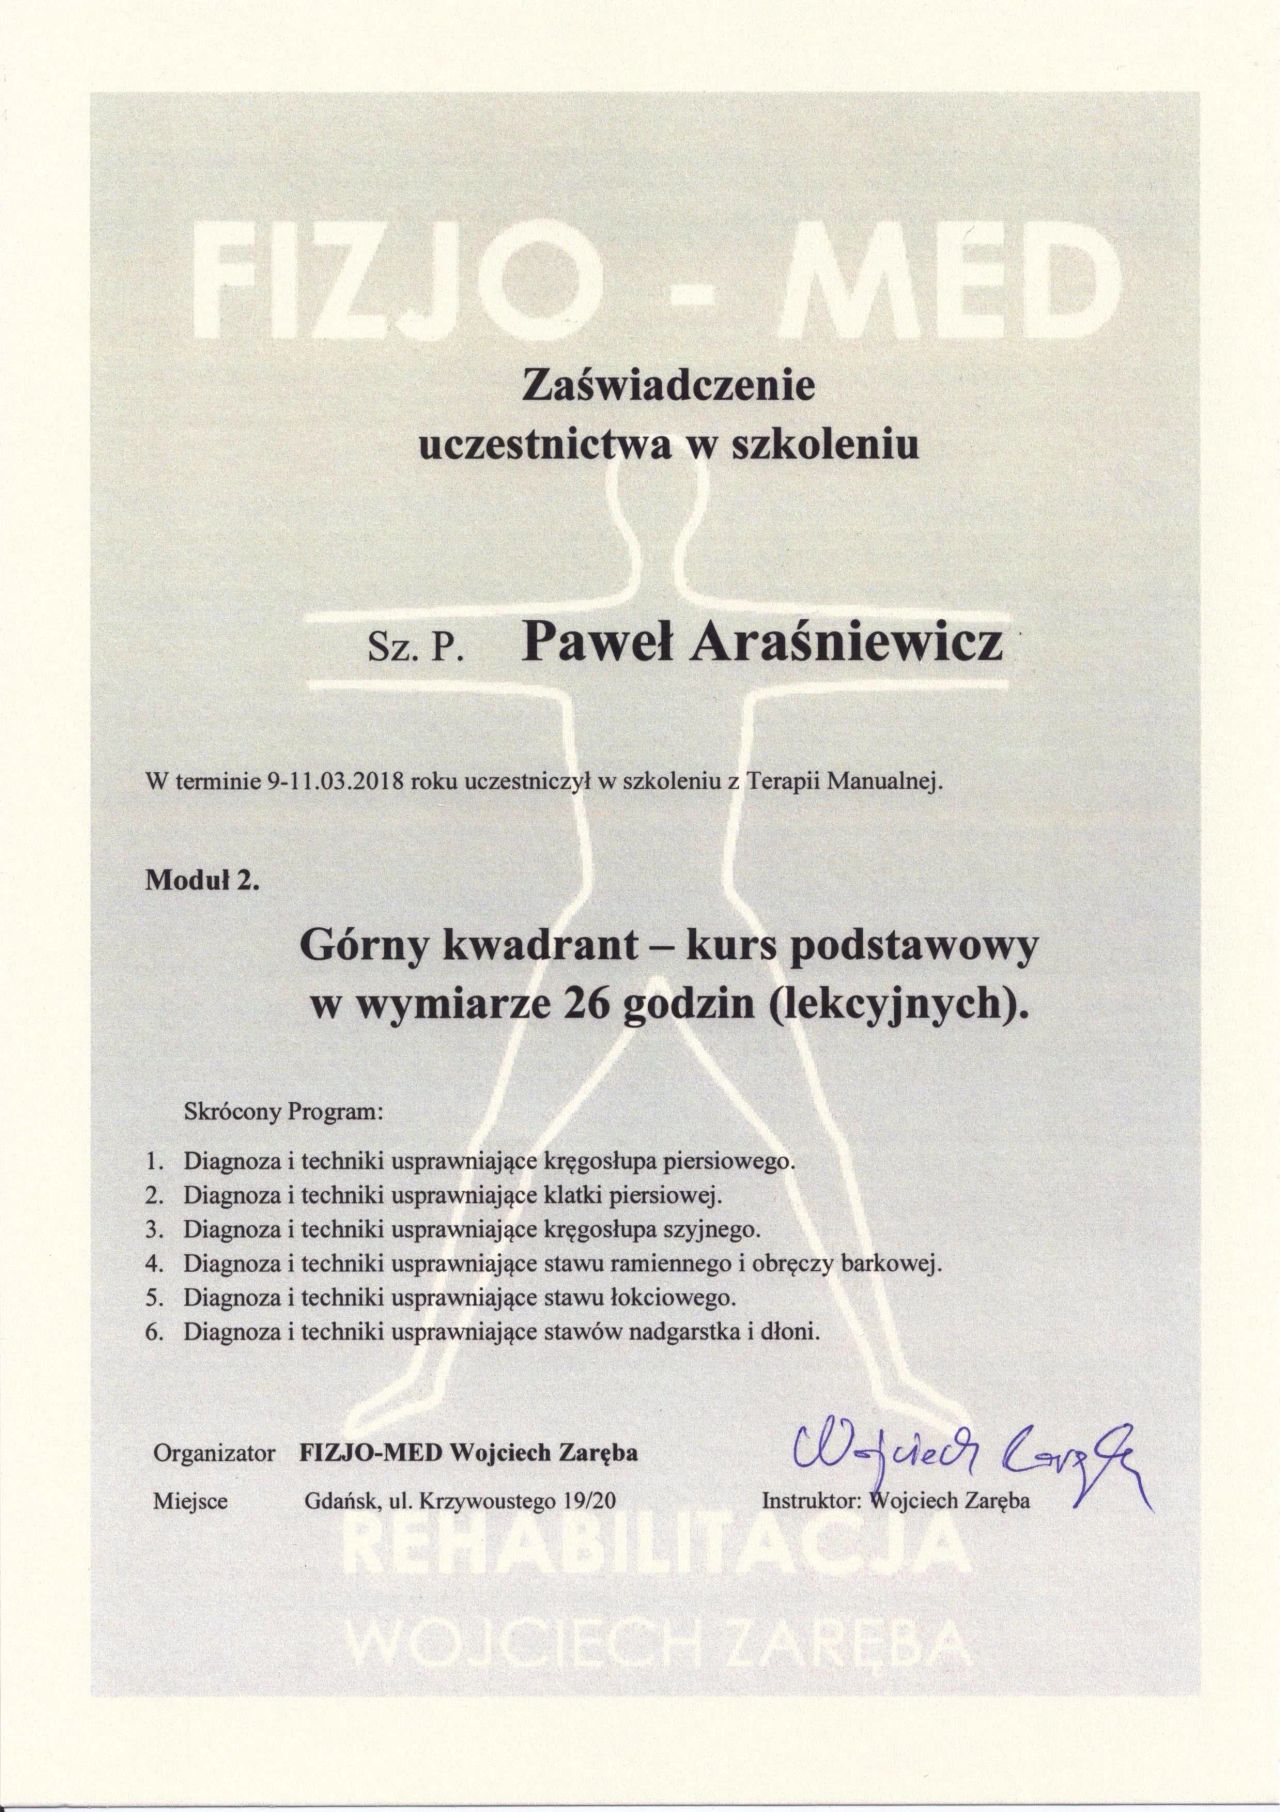 FIZJO - MED
Zaświadczenie
uczestnictwa w szkoleniu
Sz. P. Paweł Araśniewicz
W terminie 9-11.03.2018 roku uczestniczył w szkoleniu z Terapii Manualnej.
Moduł 2.
Górny kwadrant – kurs podstawowy
w wymiarze 26 godzin (lekcyjnych).
Skrócony Program:
1. Diagnoza i techniki usprawniające kręgosłupa piersiowego.
2. Diagnoza i techniki usprawniające klatki piersiowej.
3. Diagnoza i techniki usprawniające kręgosłupa szyjnego.
4. Diagnoza i techniki usprawniające stawu ramiennego i obręczy barkowej.
5. Diagnoza i techniki usprawniające stawu łokciowego.
6. Diagnoza i techniki usprawniające stawów nadgarstka i dłoni.
Wojciech Zaręba
Organizator FIZJO-MED Wojciech Zaręba
Miejsce Gdańsk, ul. Krzywoustego 19/20 Instruktor: Wojciech Zaręba
REHABILITACJA
WOJCIECH ZARĘBA